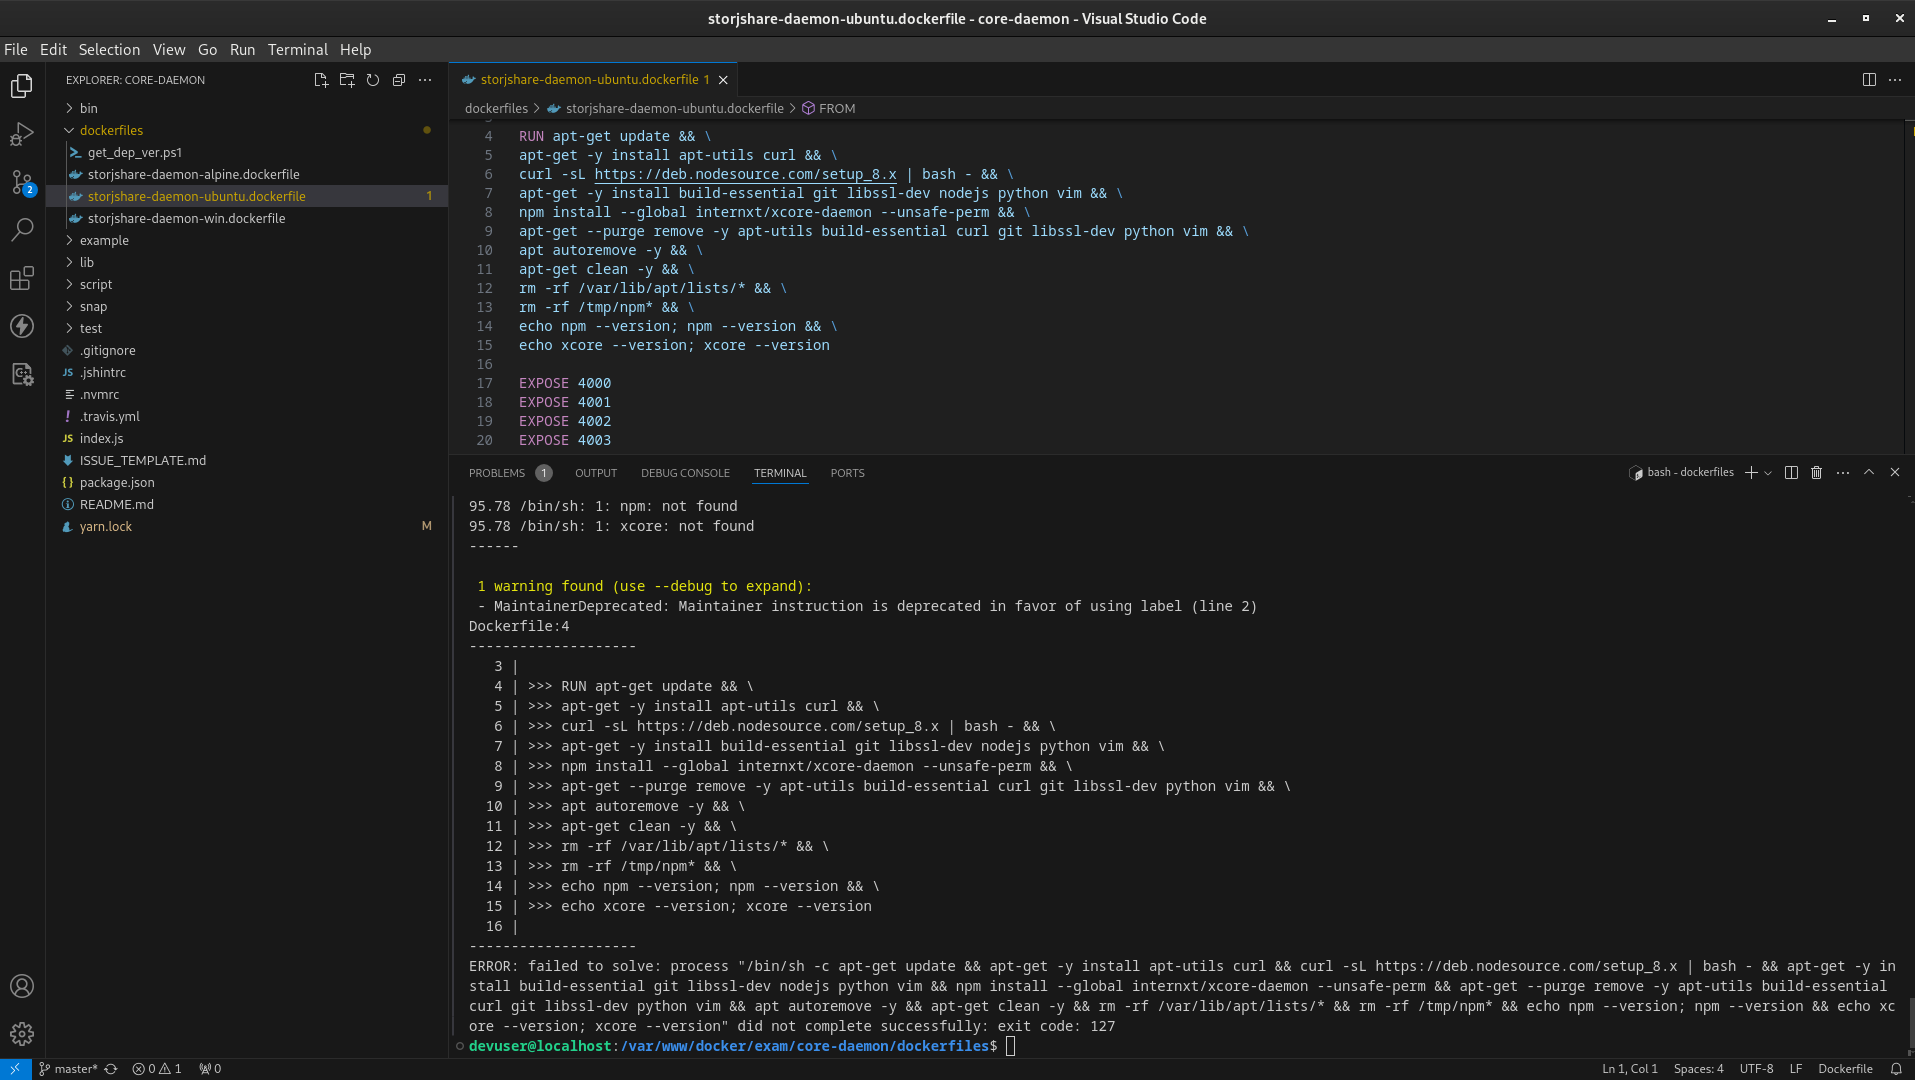 storjshare-daemon-ubuntu.dockerfile - core-daemon - Visual Studio Code
File Edit Selection View Go Run Terminal Help
EXPLORER: CORE-DAEMON
bin
dockerfiles
get_dep_ver.ps1
storjshare-daemon-alpine.dockerfile
storjshare-daemon-ubuntu.dockerfile 1
storjshare-daemon-win.dockerfile
example
lib
script
snap
test
.gitignore
JS .jshintrc
.nvmrc
! .travis.yml
JS index.js
ISSUE_TEMPLATE.md
{} package.json
README.md
yarn.lock M
2
storjshare-daemon-ubuntu.dockerfile 1
dockerfiles > storjshare-daemon-ubuntu.dockerfile > FROM
4 RUN apt-get update && \
5 apt-get -y install apt-utils curl && \
6 curl -sL https://deb.nodesource.com/setup_8.x | bash - && \
7 apt-get -y install build-essential git libssl-dev nodejs python vim && \
8 npm install --global internxt/xcore-daemon --unsafe-perm && \
9 apt-get --purge remove -y apt-utils build-essential curl git libssl-dev python vim && \
10 apt autoremove -y && \
11 apt-get clean -y && \
12 rm -rf /var/lib/apt/lists/* && \
13 rm -rf /tmp/npm* && \
14 echo npm --version; npm --version && \
15 echo xcore --version; xcore --version
16
17 EXPOSE 4000
18 EXPOSE 4001
19 EXPOSE 4002
20 EXPOSE 4003
PROBLEMS 1 OUTPUT DEBUG CONSOLE TERMINAL PORTS
bash - dockerfiles
95.78 /bin/sh: 1: npm: not found
95.78 /bin/sh: 1: xcore: not found
------
1 warning found (use --debug to expand):
- MaintainerDeprecated: Maintainer instruction is deprecated in favor of using label (line 2)
Dockerfile:4
--------------------
3 |
4 | >>> RUN apt-get update && \
5 | >>> apt-get -y install apt-utils curl && \
6 | >>> curl -sL https://deb.nodesource.com/setup_8.x | bash - && \
7 | >>> apt-get -y install build-essential git libssl-dev nodejs python vim && \
8 | >>> npm install --global internxt/xcore-daemon --unsafe-perm && \
9 | >>> apt-get --purge remove -y apt-utils build-essential curl git libssl-dev python vim && \
10 | >>> apt autoremove -y && \
11 | >>> apt-get clean -y && \
12 | >>> rm -rf /var/lib/apt/lists/* && \
13 | >>> rm -rf /tmp/npm* && \
14 | >>> echo npm --version; npm --version && \
15 | >>> echo xcore --version; xcore --version
16 |
--------------------
ERROR: failed to solve: process "/bin/sh -c apt-get update && apt-get -y install apt-utils curl && curl -sL https://deb.nodesource.com/setup_8.x | bash - && apt-get -y in
stall build-essential git libssl-dev nodejs python vim && npm install --global internxt/xcore-daemon --unsafe-perm && apt-get --purge remove -y apt-utils build-essential
curl git libssl-dev python vim && apt autoremove -y && apt-get clean -y && rm -rf /var/lib/apt/lists/* && rm -rf /tmp/npm* && echo npm --version; npm --version && echo xc
ore --version; xcore --version" did not complete successfully: exit code: 127
devuser@localhost:/var/www/docker/exam/core-daemon/dockerfiles$
master* 0 1 0 Ln 1, Col 1 Spaces: 4 UTF-8 LF Dockerfile